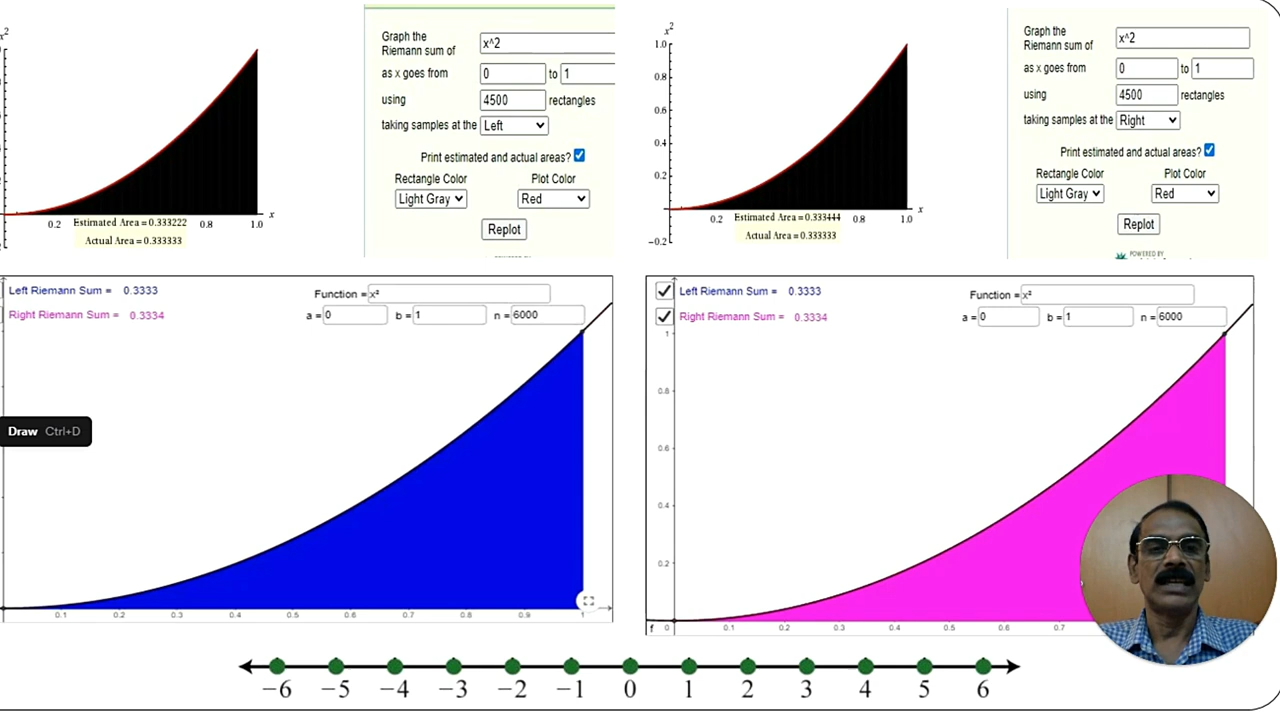 x²
Graph the
Riemann sum of
x^2
as x goes from 0 to 1
using 4500 rectangles
taking samples at the Left
Print estimated and actual areas?
Rectangle Color Plot Color
Light Gray Red
Replot
0.2 0.8 1.0 x
Estimated Area = 0.333222
Actual Area = 0.333333
x²
1.0
0.8
0.6
0.4
0.2
−0.2
0.2 0.8 1.0 x
Estimated Area = 0.333444
Actual Area = 0.333333
Graph the
Riemann sum of
x^2
as x goes from 0 to 1
using 4500 rectangles
taking samples at the Right
Print estimated and actual areas?
Rectangle Color Plot Color
Light Gray Red
Replot
POWERED BY
Left Riemann Sum = 0.3333
Right Riemann Sum = 0.3334
Function = x²
a = 0 b = 1 n = 6000
Draw Ctrl+D
0.1 0.2 0.3 0.4 0.5 0.6 0.7 0.8 0.9 1
Left Riemann Sum = 0.3333
Right Riemann Sum = 0.3334
Function = x²
a = 0 b = 1 n = 6000
1
0.8
0.6
0.4
0.2
f 0 0.1 0.2 0.3 0.4 0.5 0.6 0.7
−6 −5 −4 −3 −2 −1 0 1 2 3 4 5 6